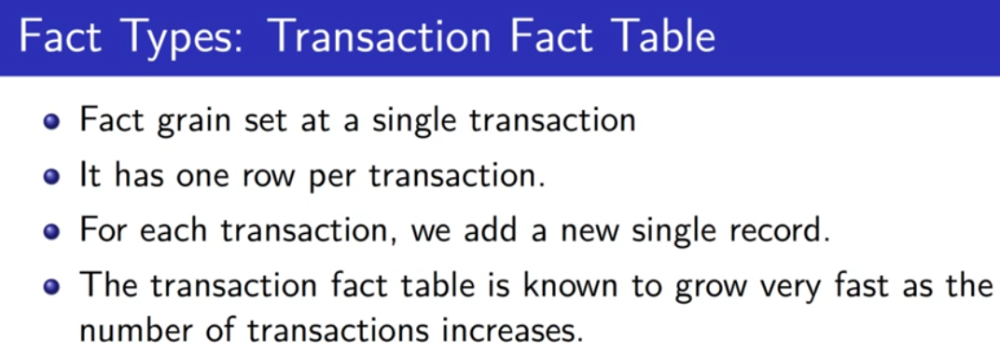 Fact Types: Transaction Fact Table
Fact grain set at a single transaction
It has one row per transaction.
For each transaction, we add a new single record.
The transaction fact table is known to grow very fast as the
number of transactions increases.